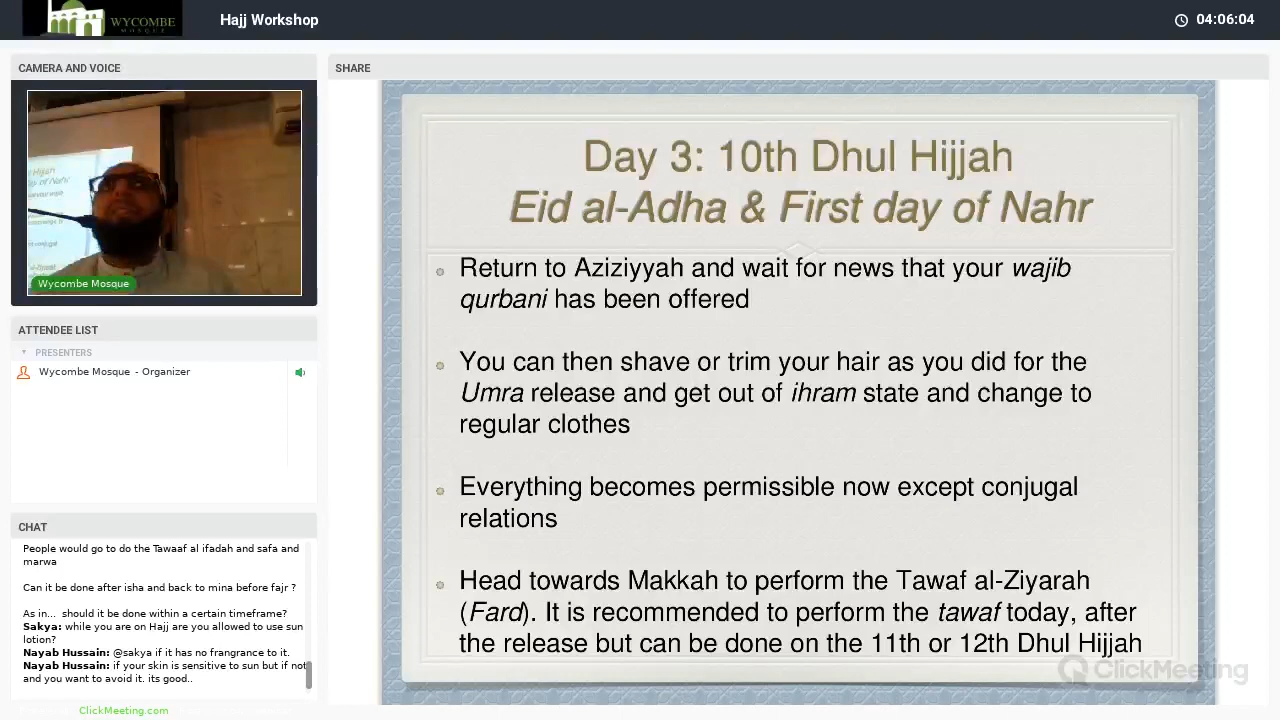 WYCOMBE
MOSQUE
Hajj Workshop
04:06:04
CAMERA AND VOICE
Wycombe Mosque
ATTENDEE LIST
PRESENTERS
Wycombe Mosque - Organizer
CHAT
People would go to do the Tawaaf al ifadah and safa and
marwa
Can it be done after isha and back to mina before fajr ?
As in... should it be done within a certain timeframe?
Sakya: while you are on Hajj are you allowed to use sun
lotion?
Nayab Hussain: @sakya if it has no frangrance to it.
Nayab Hussain: if your skin is sensitive to sun but if not
and you want to avoid it. its good..
ClickMeeting.com
SHARE
Day 3: 10th Dhul Hijjah
Eid al-Adha & First day of Nahr
Return to Aziziyyah and wait for news that your wajib
qurbani has been offered
You can then shave or trim your hair as you did for the
Umra release and get out of ihram state and change to
regular clothes
Everything becomes permissible now except conjugal
relations
Head towards Makkah to perform the Tawaf al-Ziyarah
(Fard). It is recommended to perform the tawaf today, after
the release but can be done on the 11th or 12th Dhul Hijjah
ClickMeeting